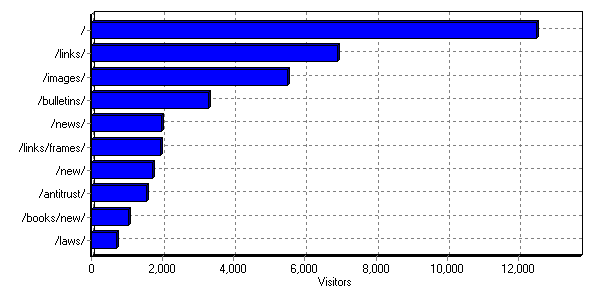 /
/links/
/images/
/bulletins/
/news/
/links/frames/
/new/
/antitrust/
/books/new/
/laws/
0 2,000 4,000 6,000 8,000 10,000 12,000
Visitors